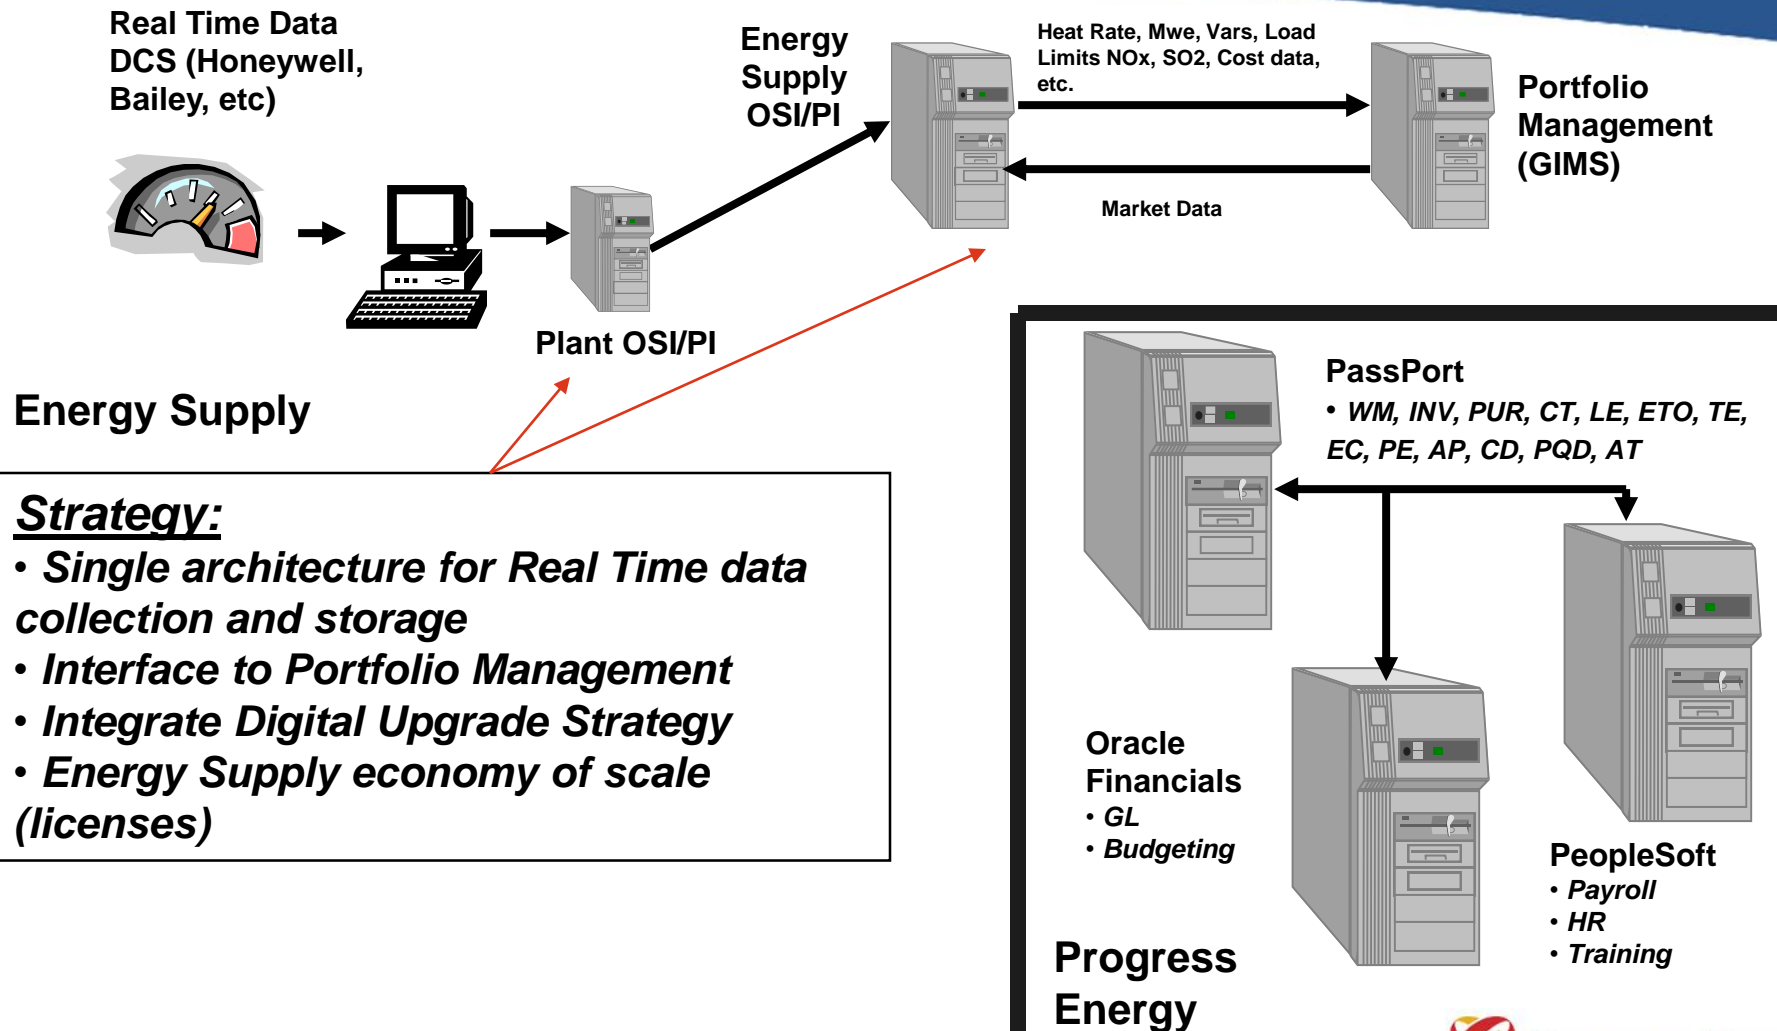 Real Time Data
DCS (Honeywell,
Bailey, etc)
Energy
Supply
OSI/PI
Heat Rate, Mwe, Vars, Load
Limits NOx, SO2, Cost data,
etc.
Portfolio
Management
(GIMS)
Market Data
Plant OSI/PI
Energy Supply
Strategy:
• Single architecture for Real Time data
collection and storage
• Interface to Portfolio Management
• Integrate Digital Upgrade Strategy
• Energy Supply economy of scale
(licenses)
PassPort
• WM, INV, PUR, CT, LE, ETO, TE,
EC, PE, AP, CD, PQD, AT
Oracle
Financials
• GL
• Budgeting
PeopleSoft
• Payroll
• HR
• Training
Progress
Energy